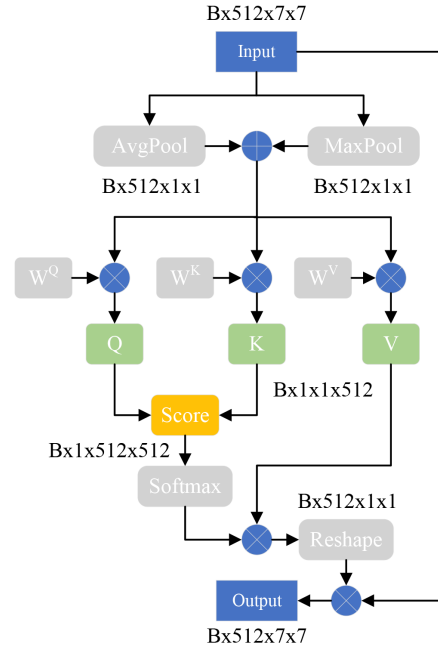 Bx512x7x7
Input
AvgPool
MaxPool
Bx512x1x1
Bx512x1x1
W^Q
W^K
W^V
Q
K
V
Bx1x1x512
Score
Bx1x512x512
Softmax
Bx512x1x1
Reshape
Output
Bx512x7x7